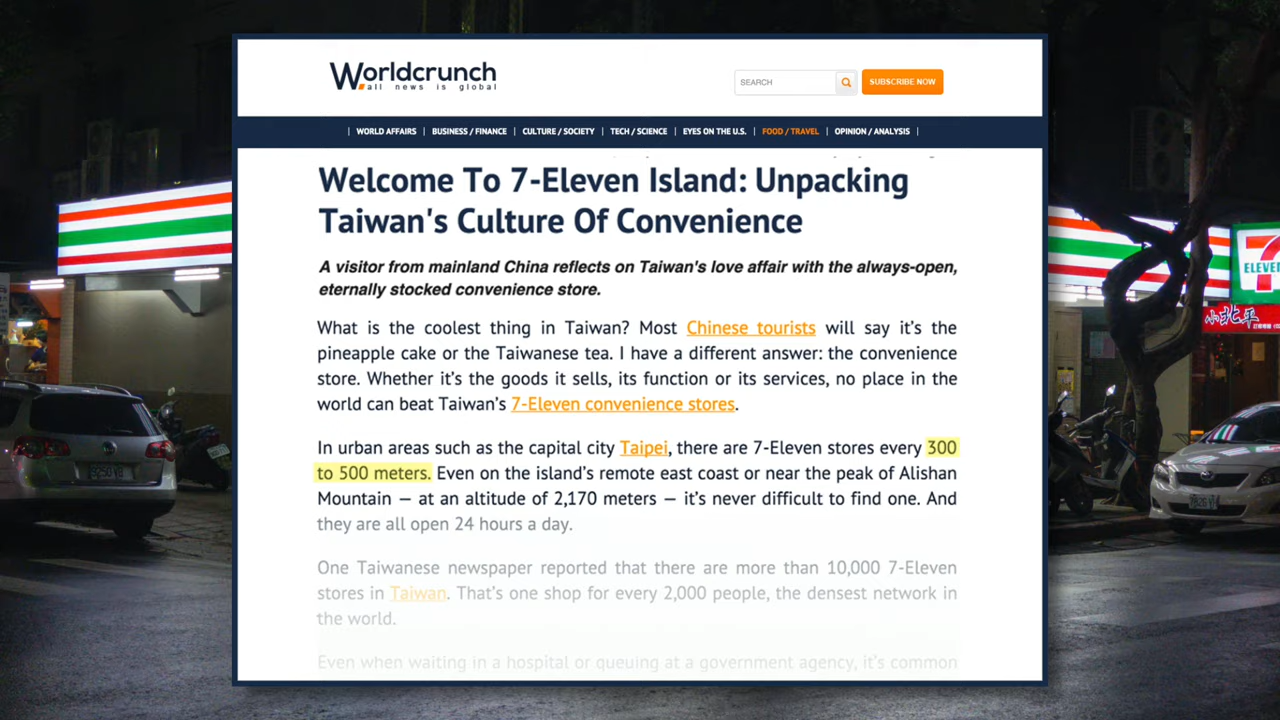 Worldcrunch
all news is global
SEARCH
SUBSCRIBE NOW
| WORLD AFFAIRS | BUSINESS / FINANCE | CULTURE / SOCIETY | TECH / SCIENCE | EYES ON THE U.S. | FOOD / TRAVEL | OPINION / ANALYSIS |
Welcome To 7-Eleven Island: Unpacking
Taiwan's Culture Of Convenience
A visitor from mainland China reflects on Taiwan's love affair with the always-open,
eternally stocked convenience store.
What is the coolest thing in Taiwan? Most Chinese tourists will say it's the
pineapple cake or the Taiwanese tea. I have a different answer: the convenience
store. Whether it's the goods it sells, its function or its services, no place in the
world can beat Taiwan's 7-Eleven convenience stores.
In urban areas such as the capital city Taipei, there are 7-Eleven stores every 300
to 500 meters. Even on the island's remote east coast or near the peak of Alishan
Mountain — at an altitude of 2,170 meters — it's never difficult to find one. And
they are all open 24 hours a day.
One Taiwanese newspaper reported that there are more than 10,000 7-Eleven
stores in Taiwan. That's one shop for every 2,000 people, the densest network in
the world.
Even when waiting in a hospital or queuing at a government agency, it's common
7
ELEVEN
小北平